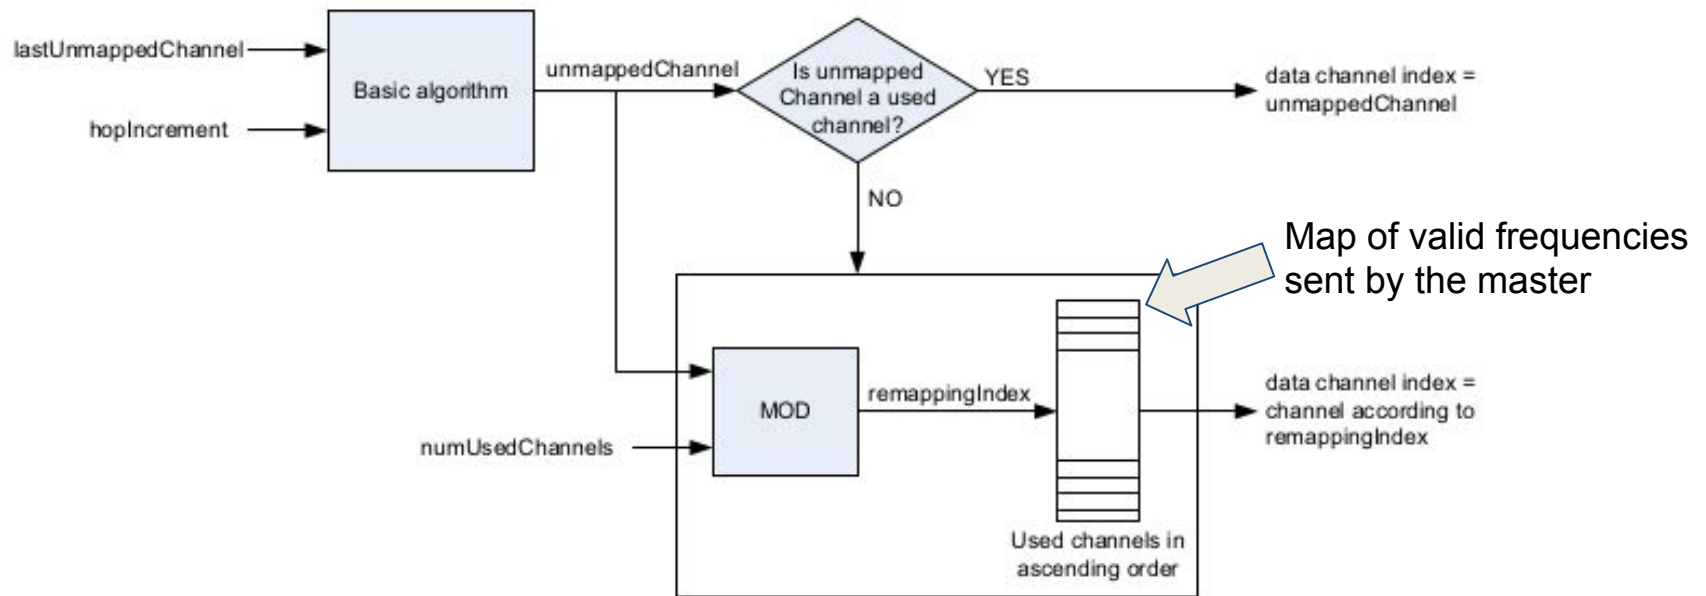 lastUnmappedChannel
hopIncrement
Basic algorithm
unmappedChannel
Is unmapped
Channel a used
channel?
YES
data channel index =
unmappedChannel
NO
Map of valid frequencies
sent by the master
MOD
remappingIndex
numUsedChannels
data channel index =
channel according to
remappingIndex
Used channels in
ascending order